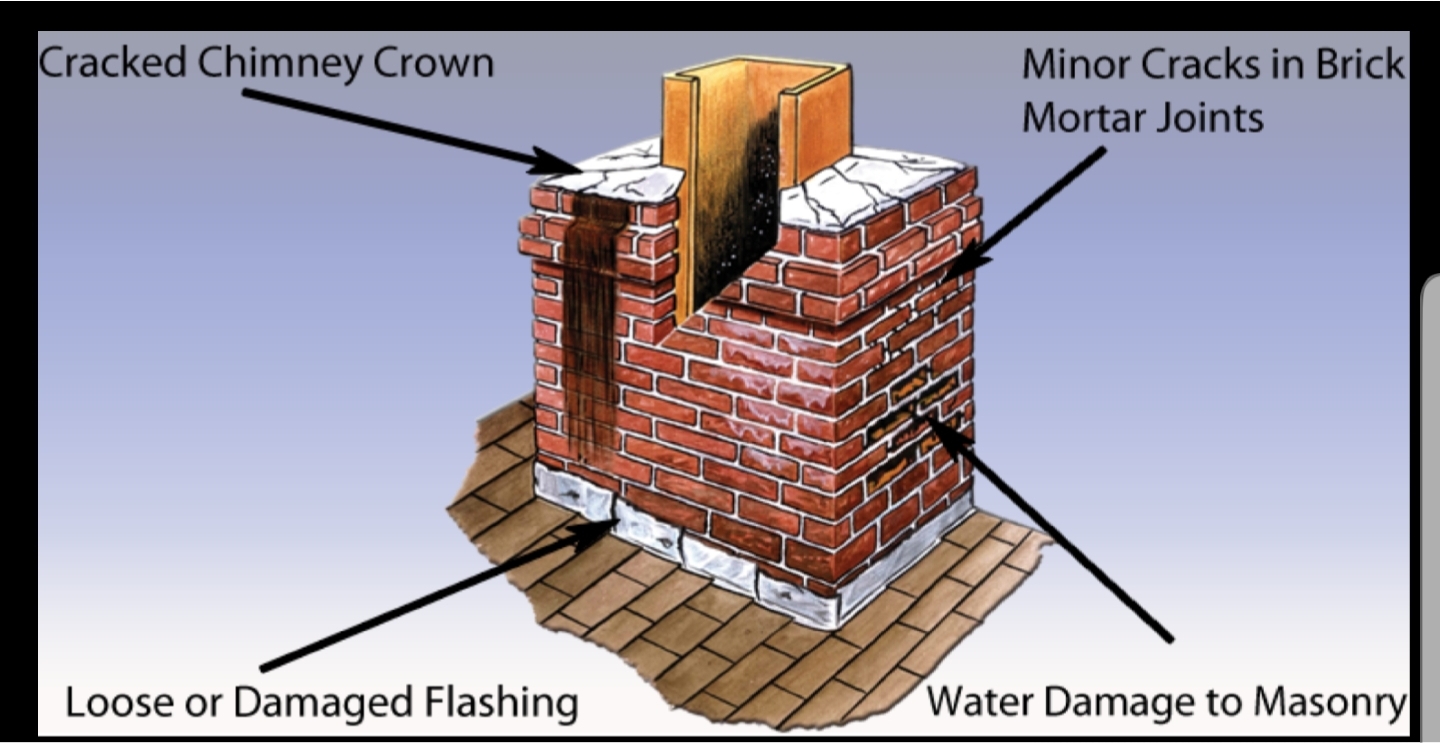 Cracked Chimney Crown
Minor Cracks in Brick
Mortar Joints
Loose or Damaged Flashing
Water Damage to Masonry